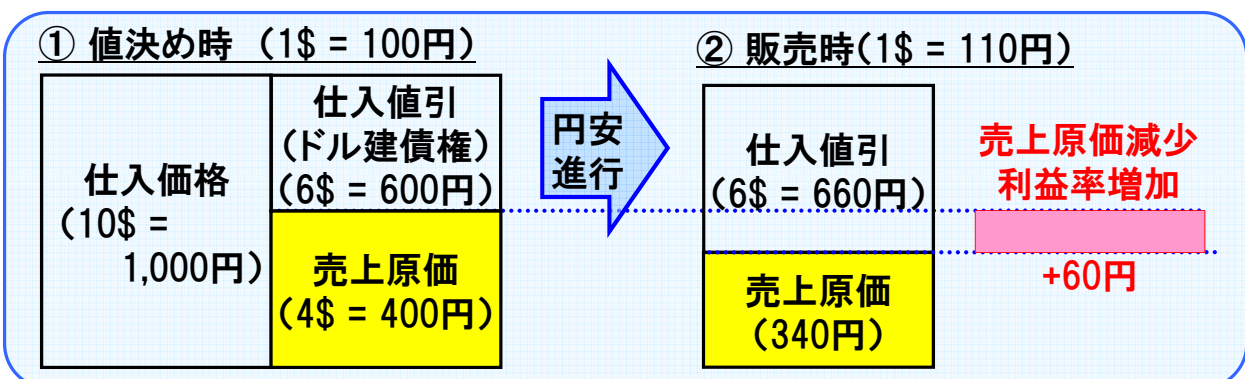 ① 値決め時 (1$ = 100円)
仕入価格
(10$ =
1,000円)
仕入値引
(ドル建債権)
(6$ = 600円)
売上原価
(4$ = 400円)
円安
進行
② 販売時(1$ = 110円)
仕入値引
(6$ = 660円)
売上原価
(340円)
売上原価減少
利益率増加
+60円